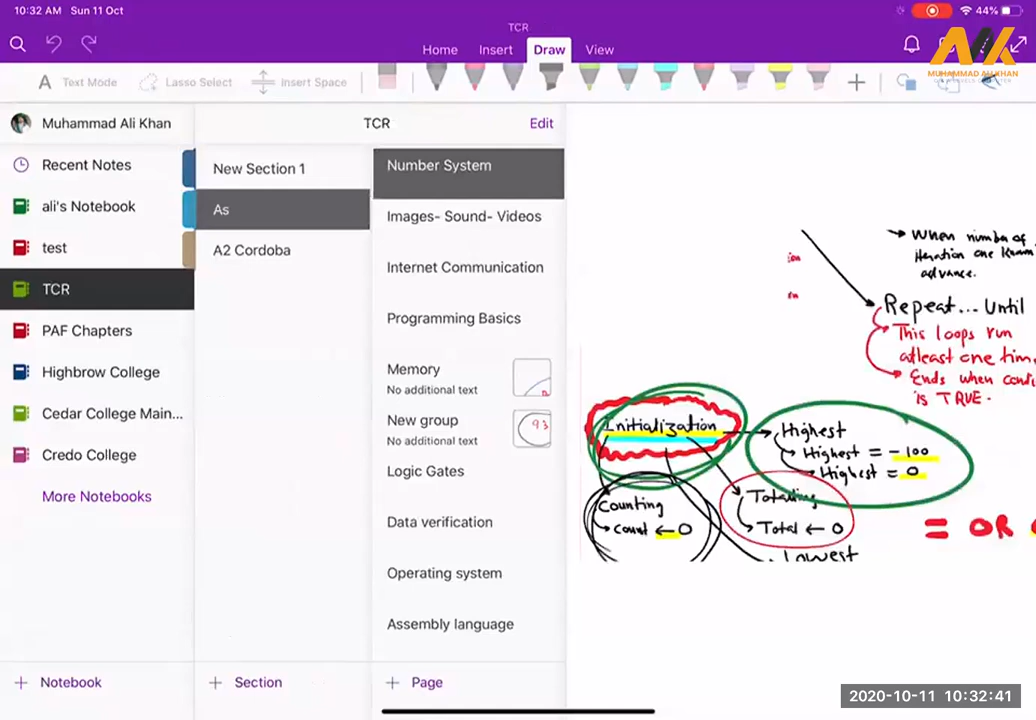 10:32 AM Sun 11 Oct
44%
TCR
Home Insert Draw View
A Text Mode Lasso Select Insert Space
MUHAMMAD ALI KHAN
Muhammad Ali Khan
TCR
Edit
Recent Notes
ali's Notebook
test
TCR
PAF Chapters
Highbrow College
Cedar College Main...
Credo College
More Notebooks
+ Notebook
New Section 1
As
A2 Cordoba
+ Section
Number System
Images- Sound- Videos
Internet Communication
Programming Basics
Memory
No additional text
New group
No additional text
93
Logic Gates
Data verification
Operating system
Assembly language
+ Page
→ When number of
iteration one known
advance.
ion
Repeat... Until
This loops run
atleast one time
Ends when condi
is TRUE.
Initialization
Highest
Highest = -100
Highest = 0
Counting
Count ← 0
Totalling
Total ← 0
Lowest
= OR
2020-10-11 10:32:41